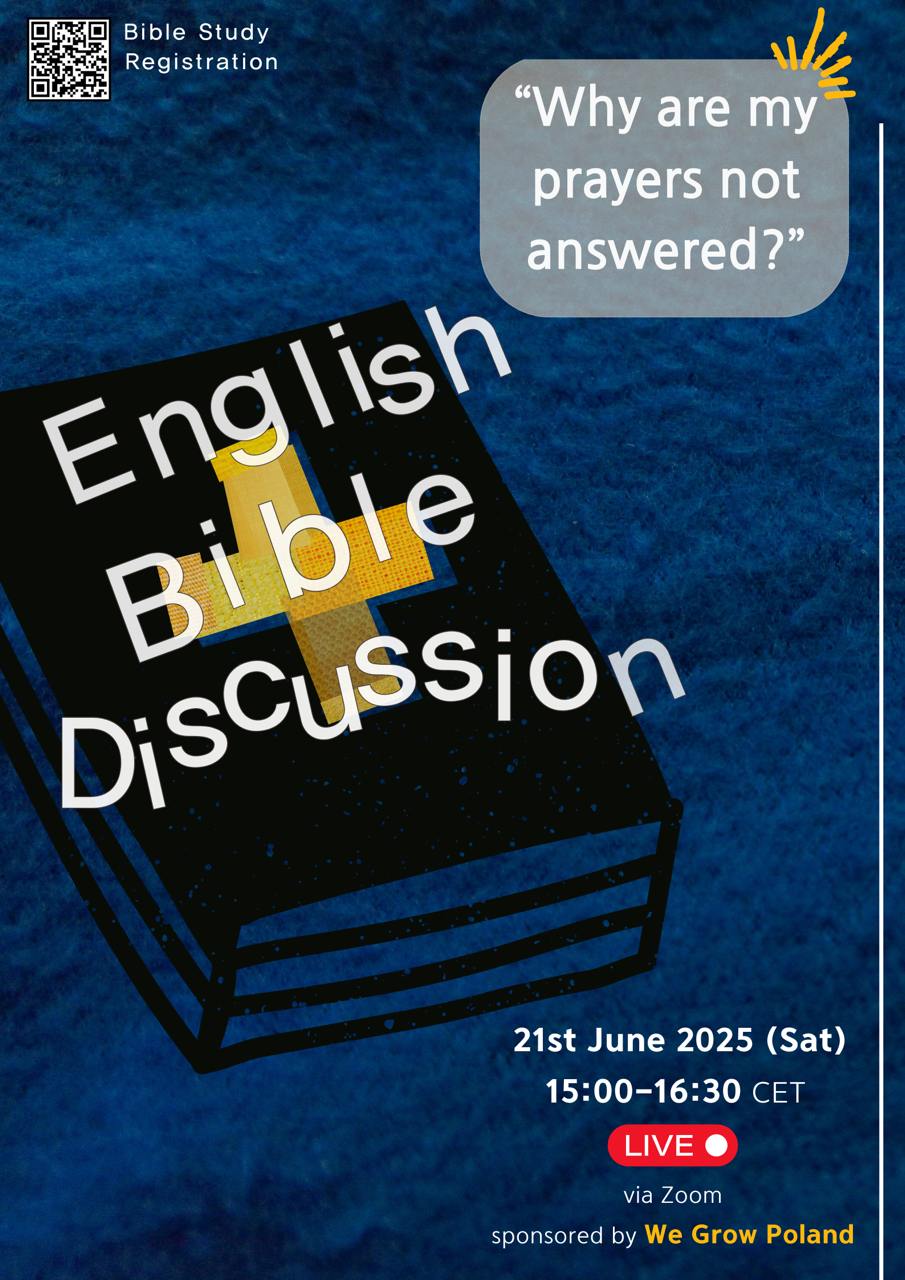 Bible Study
Registration
“Why are my
prayers not
answered?”
English
Bible
Discussion
21st June 2025 (Sat)
15:00–16:30 CET
LIVE
via Zoom
sponsored by We Grow Poland